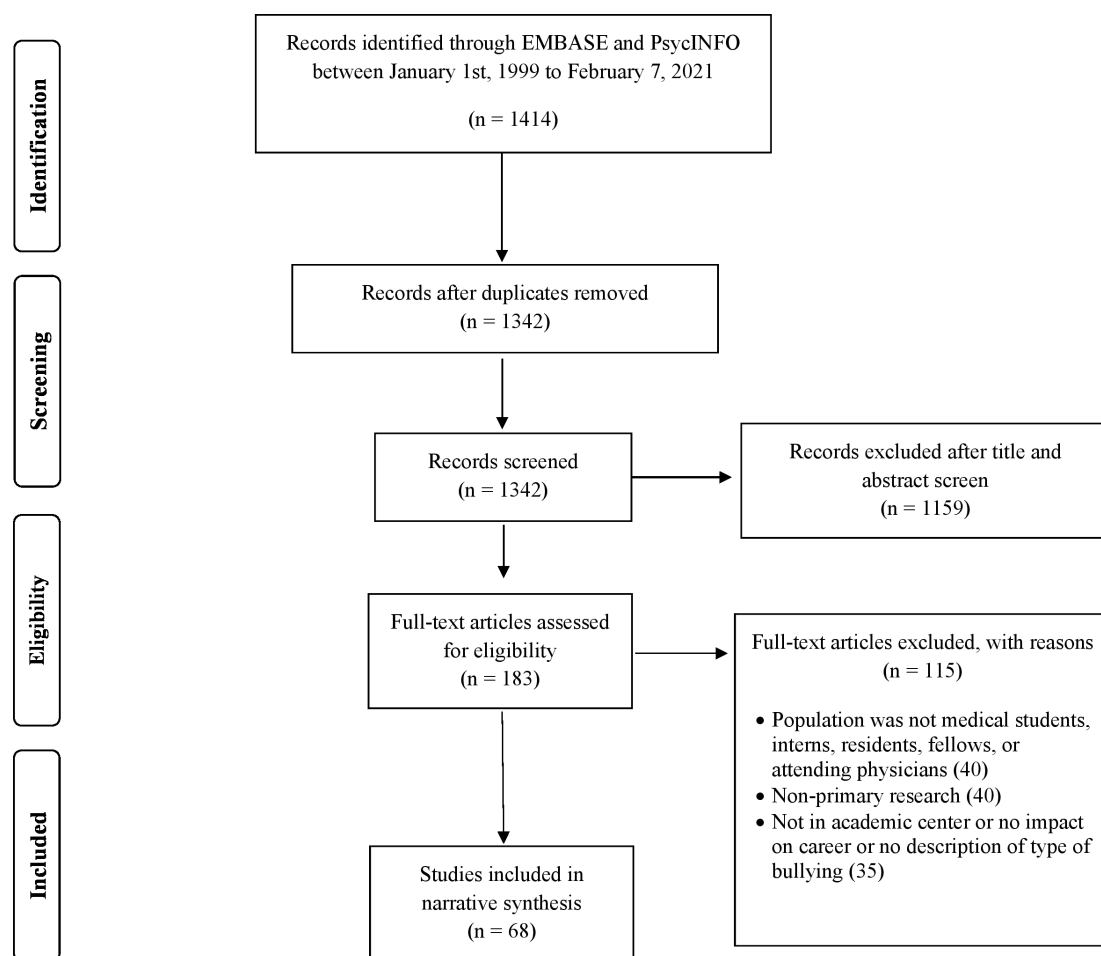 Identification
Records identified through EMBASE and PsycINFO
between January 1st, 1999 to February 7, 2021
(n = 1414)
Screening
Records after duplicates removed
(n = 1342)
Records screened
(n = 1342)
Records excluded after title and
abstract screen
(n = 1159)
Eligibility
Full-text articles assessed
for eligibility
(n = 183)
Full-text articles excluded, with reasons
(n = 115)
• Population was not medical students,
interns, residents, fellows, or
attending physicians (40)
• Non-primary research (40)
• Not in academic center or no impact
on career or no description of type of
bullying (35)
Included
Studies included in
narrative synthesis
(n = 68)